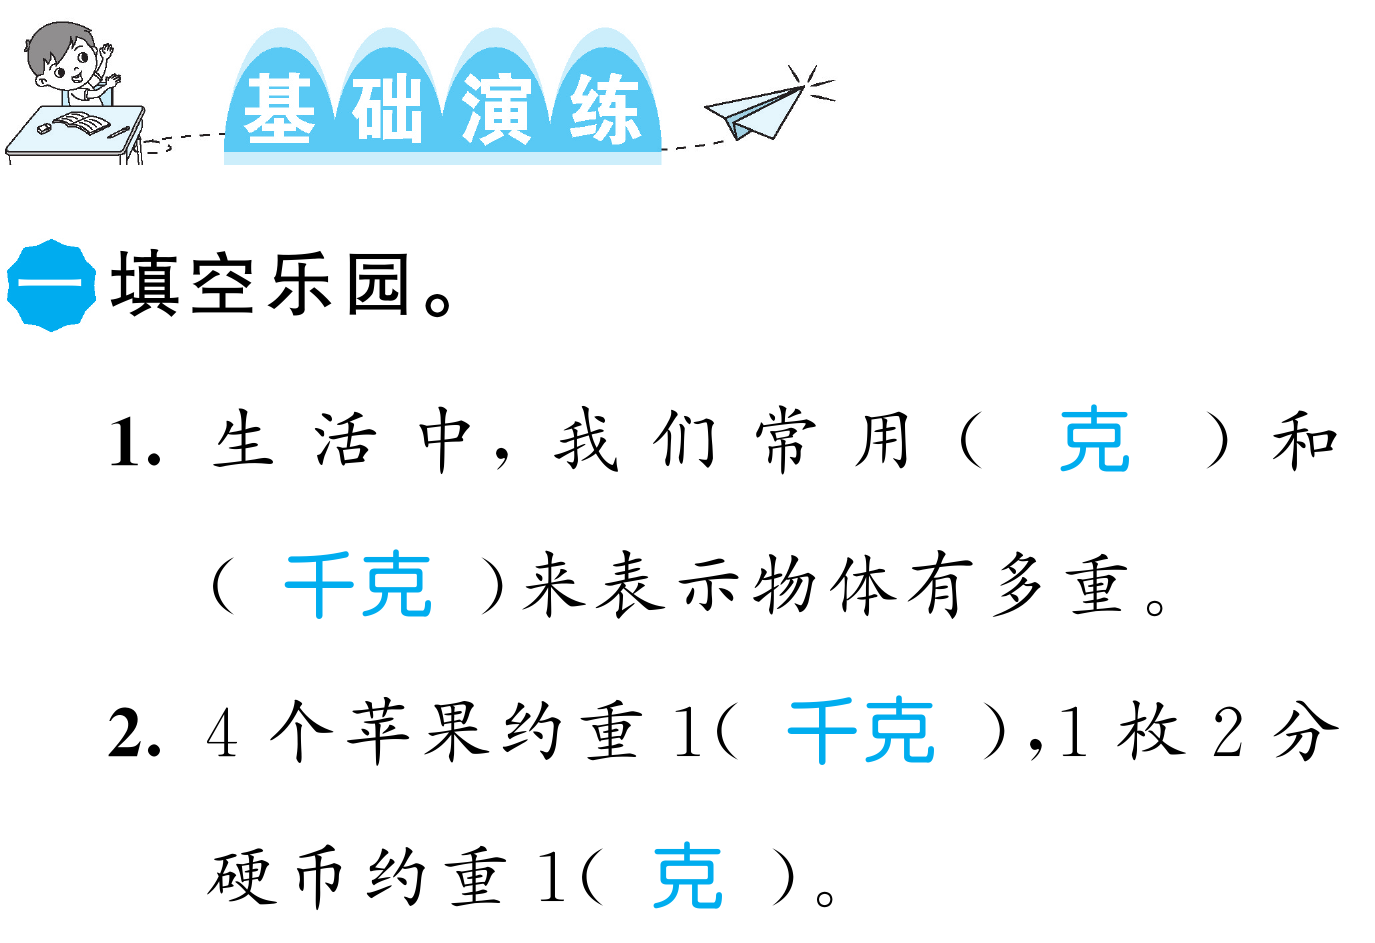 基础演练
一 填空乐园。
1. 生活中,我们常用( 克 )和
( 千克 )来表示物体有多重。
2. 4个苹果约重1( 千克 ),1枚2分
硬币约重1( 克 )。